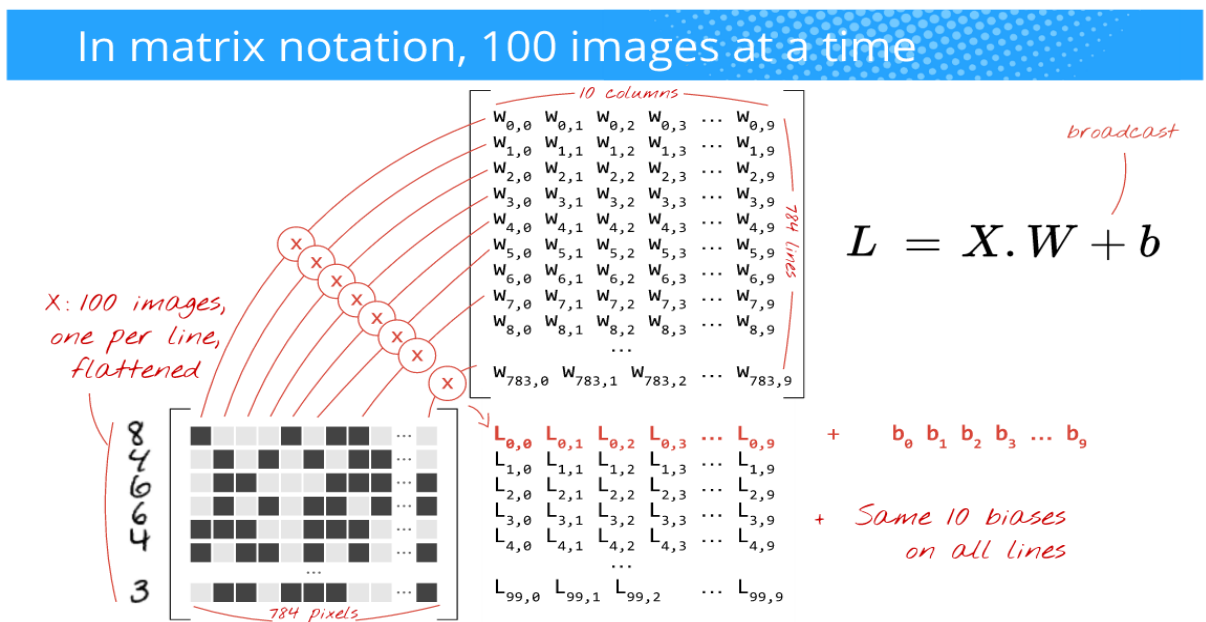 In matrix notation, 100 images at a time
10 columns
W0,0 W0,1 W0,2 W0,3 ... W0,9
W1,0 W1,1 W1,2 W1,3 ... W1,9
W2,0 W2,1 W2,2 W2,3 ... W2,9
W3,0 W3,1 W3,2 W3,3 ... W3,9
W4,0 W4,1 W4,2 W4,3 ... W4,9
W5,0 W5,1 W5,2 W5,3 ... W5,9
W6,0 W6,1 W6,2 W6,3 ... W6,9
W7,0 W7,1 W7,2 W7,3 ... W7,9
W8,0 W8,1 W8,2 W8,3 ... W8,9
...
W783,0 W783,1 W783,2 ... W783,9
784 lines
broadcast
L = X.W + b
x
x
x
x
x
x
x
x
X: 100 images,
one per line,
flattened
8
4
6
6
4
3
...
...
...
...
...
...
...
...
784 pixels
L0,0 L0,1 L0,2 L0,3 ... L0,9 + b0 b1 b2 b3 ... b9
L1,0 L1,1 L1,2 L1,3 ... L1,9
L2,0 L2,1 L2,2 L2,3 ... L2,9
L3,0 L3,1 L3,2 L3,3 ... L3,9
L4,0 L4,1 L4,2 L4,3 ... L4,9
...
L99,0 L99,1 L99,2 ... L99,9
+ Same 10 biases
on all lines